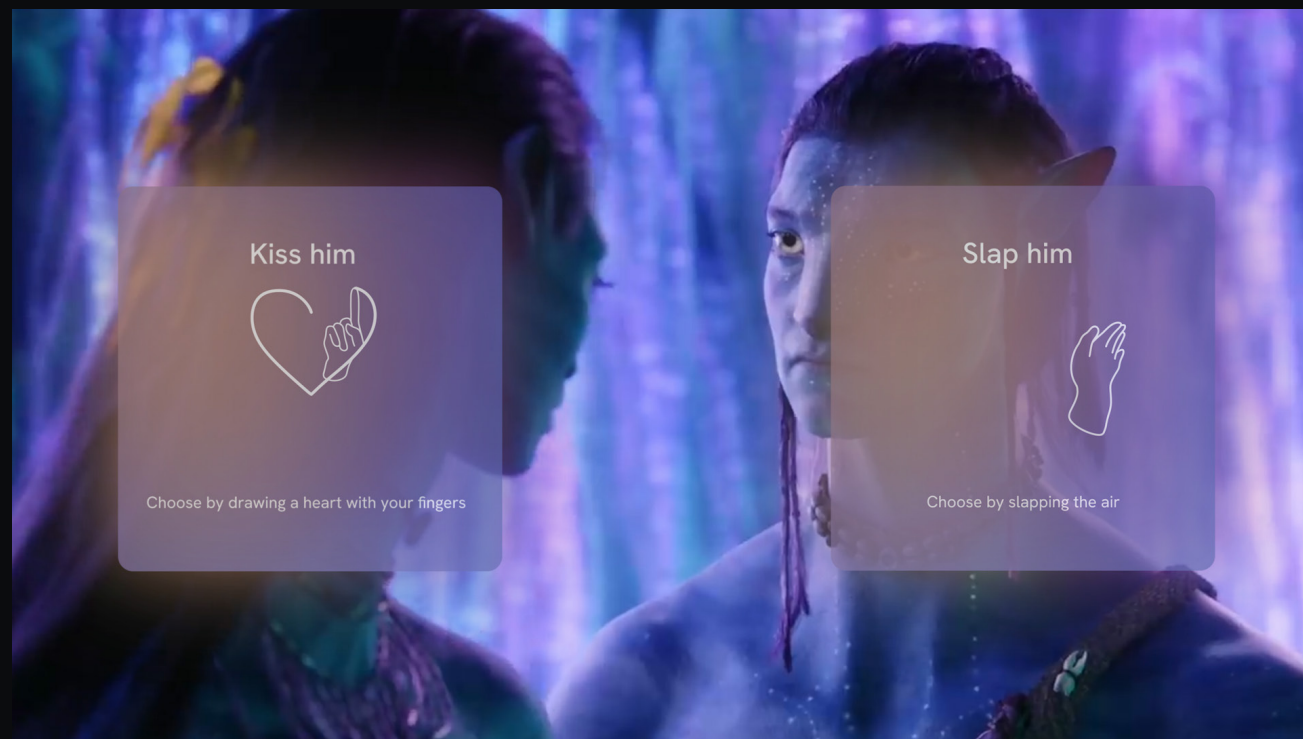 Kiss him
Slap him
Choose by drawing a heart with your fingers
Choose by slapping the air